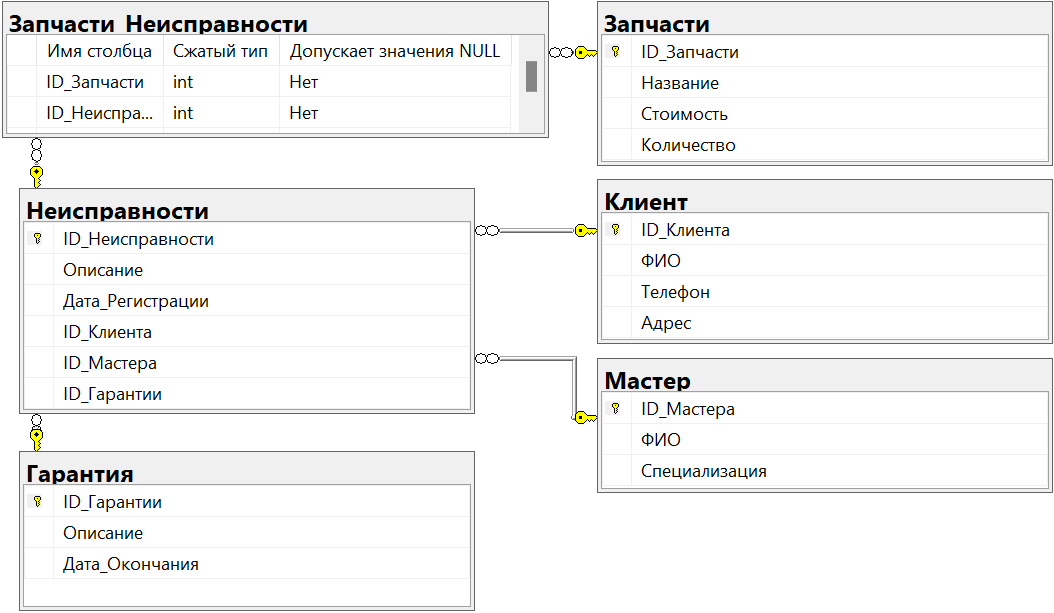 Запчасти_Неисправности
Имя столбца Сжатый тип Допускает значения NULL
ID_Запчасти int Нет
ID_Неиспра... int Нет
Запчасти
ID_Запчасти
Название
Стоимость
Количество
Неисправности
ID_Неисправности
Описание
Дата_Регистрации
ID_Клиента
ID_Мастера
ID_Гарантии
Клиент
ID_Клиента
ФИО
Телефон
Адрес
Мастер
ID_Мастера
ФИО
Специализация
Гарантия
ID_Гарантии
Описание
Дата_Окончания